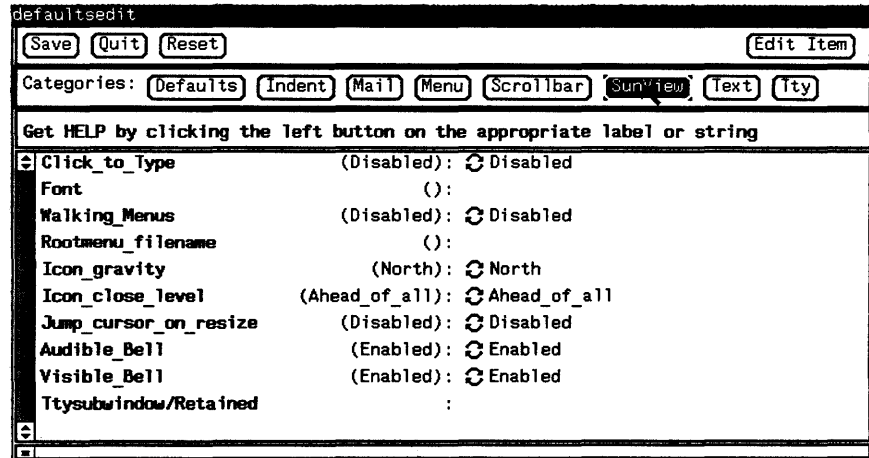 defaultsedit
Save Quit Reset Edit Item
Categories: Defaults Indent Mail Menu Scrollbar SunView Text Tty
Get HELP by clicking the left button on the appropriate label or string
Click_to_Type (Disabled): Disabled
Font ():
Walking_Menus (Disabled): Disabled
Rootmenu_filename ():
Icon_gravity (North): North
Icon_close_level (Ahead_of_all): Ahead_of_all
Jump_cursor_on_resize (Disabled): Disabled
Audible_Bell (Enabled): Enabled
Visible_Bell (Enabled): Enabled
Ttysubwindow/Retained :